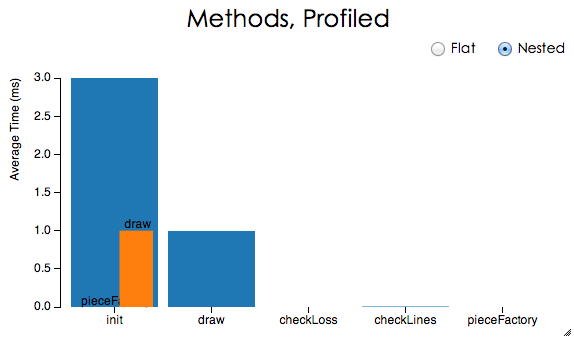 Methods, Profiled
Flat
Nested
Average Time (ms)
3.0
2.5
2.0
1.5
1.0
0.5
0.0
draw
pieceFa
init
draw
checkLoss
checkLines
pieceFactory